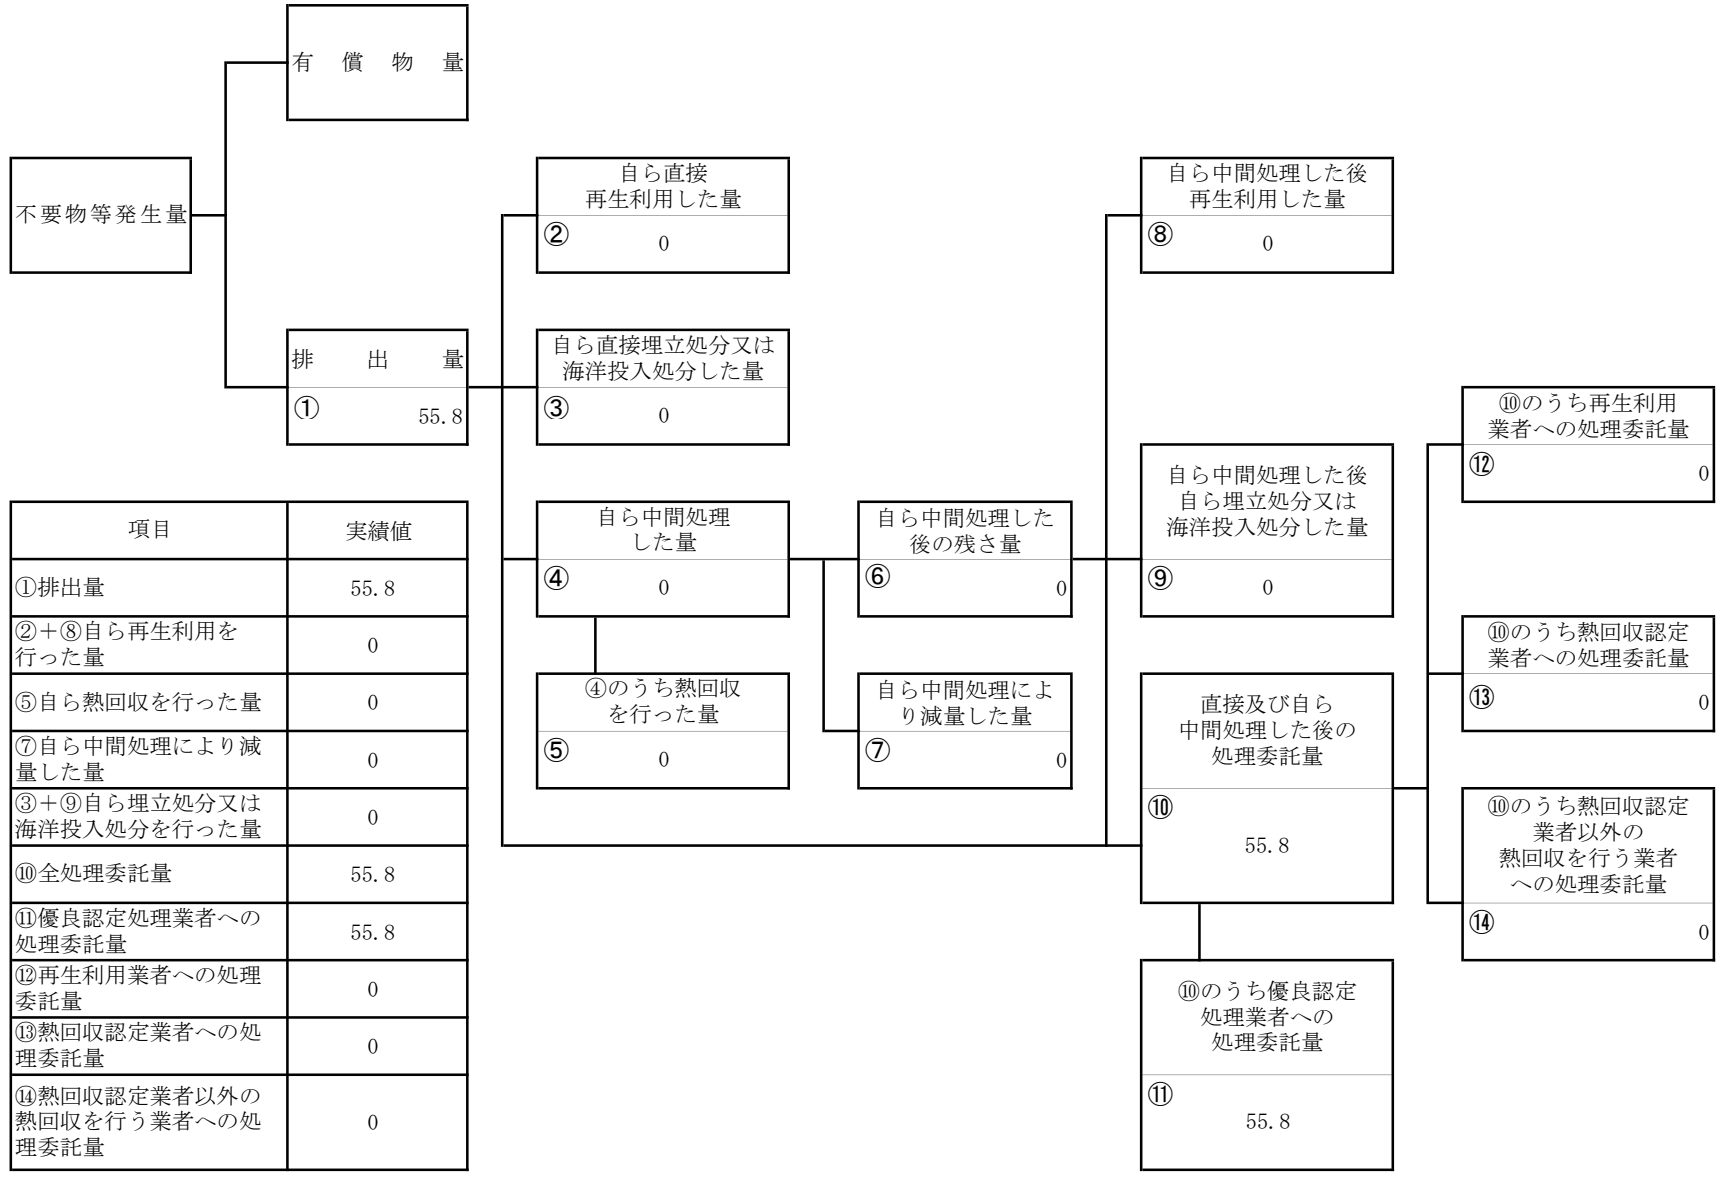 有償物量
不要物等発生量
自ら直接
再生利用した量
②
0
自ら中間処理した後
再生利用した量
⑧
0
排出量
①
55.8
自ら直接埋立処分又は
海洋投入処分した量
③
0
⑩のうち再生利用
業者への処理委託量
⑫
0
自ら中間処理
した量
④
0
自ら中間処理した
後の残さ量
⑥
0
自ら中間処理した後
自ら埋立処分又は
海洋投入処分した量
⑨
0
⑩のうち熱回収認定
業者への処理委託量
⑬
0
④のうち熱回収
を行った量
⑤
0
自ら中間処理によ
り減量した量
⑦
0
直接及び自ら
中間処理した後の
処理委託量
⑩
55.8
⑩のうち熱回収認定
業者以外の
熱回収を行う業者
への処理委託量
⑭
0
⑩のうち優良認定
処理業者への
処理委託量
⑪
55.8
項目 実績値
①排出量 55.8
②＋⑧自ら再生利用を
行った量
0
⑤自ら熱回収を行った量 0
⑦自ら中間処理により減
量した量
0
③＋⑨自ら埋立処分又は
海洋投入処分を行った量
0
⑩全処理委託量 55.8
⑪優良認定処理業者への
処理委託量
55.8
⑫再生利用業者への処理
委託量
0
⑬熱回収認定業者への処
理委託量
0
⑭熱回収認定業者以外の
熱回収を行う業者への処
理委託量
0